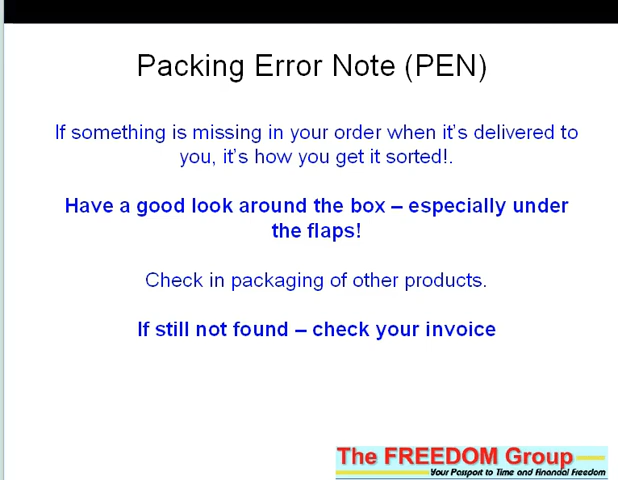 Packing Error Note (PEN)
If something is missing in your order when it's delivered to
you, it's how you get it sorted!.
Have a good look around the box – especially under
the flaps!
Check in packaging of other products.
If still not found – check your invoice
The FREEDOM Group
Your Passport to Time and Financial Freedom